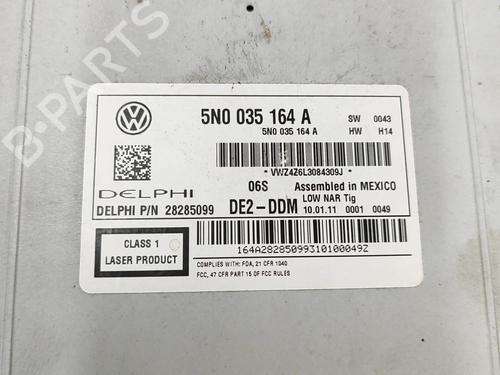 B-PARTS
5N0 035 164 A
SW 0043
5N0 035 164 A
HW H14
* VWZ4Z6L3084309J *
06S Assembled in MEXICO
DELPHI
LOW NAR Tig
DELPHI P/N 28285099
DE2-DDM
10.01.11 0001 0049
CLASS 1
LASER PRODUCT
164A28285099310100049Z
COMPLIES WITH: FDA, 21 CFR 1040
FCC, 47 CFR PART 15 OF FCC RULES